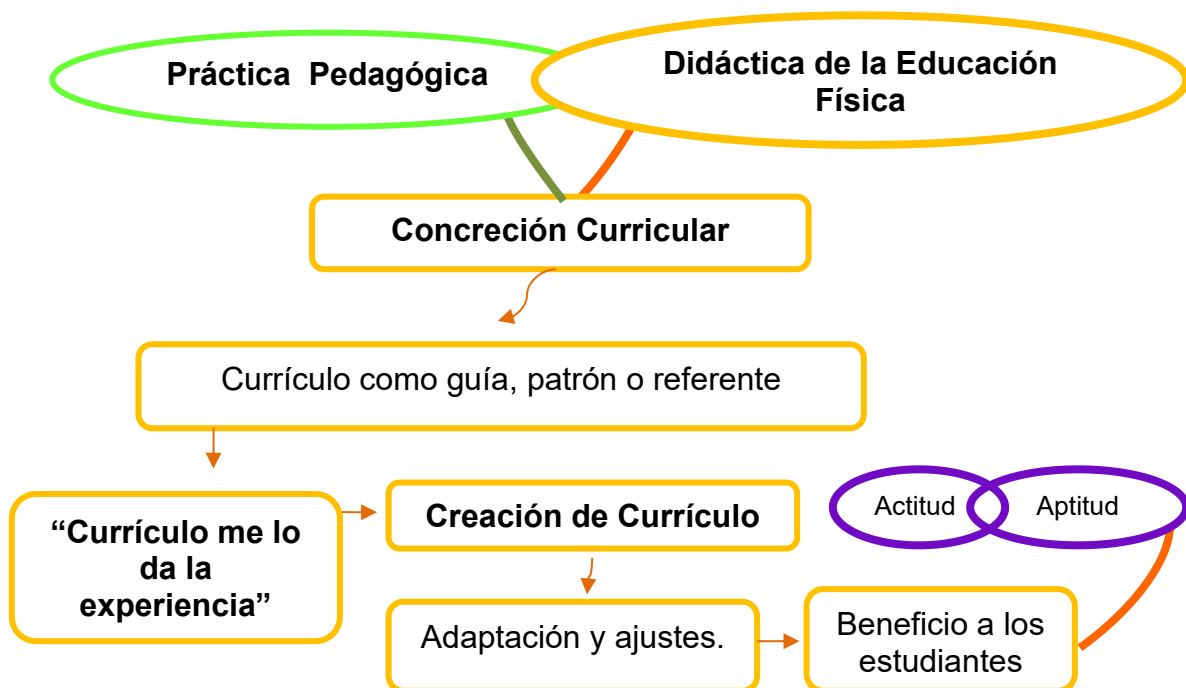 Práctica Pedagógica
Didáctica de la Educación
Física
Concreción Curricular
Currículo como guía, patrón o referente
“Currículo me lo
da la
experiencia”
Creación de Currículo
Actitud
Aptitud
Adaptación y ajustes.
Beneficio a los
estudiantes